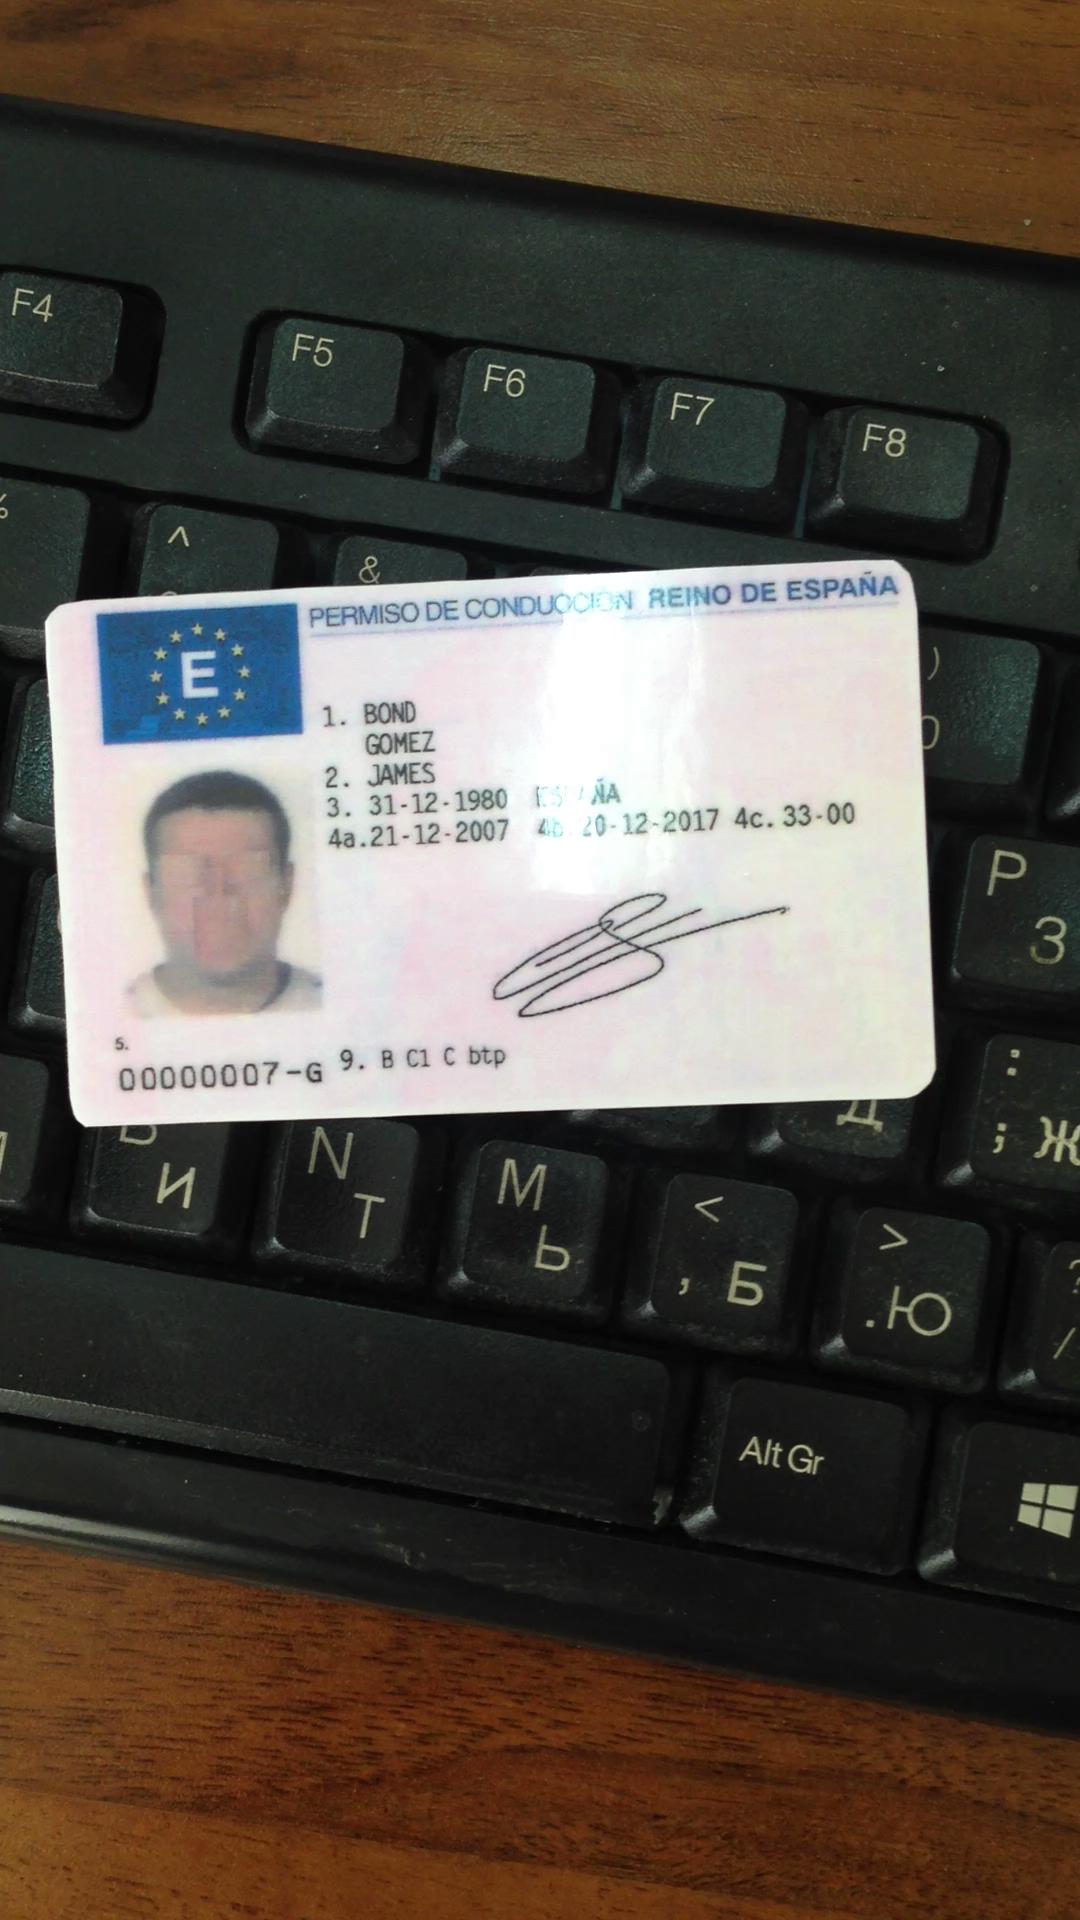 F4
F5
F6
F7
F8
%
^
&
PERMISO DE CONDUCCIÓN REINO DE ESPAÑA
E
)
0
1. BOND
GOMEZ
2. JAMES
3. 31-12-1980 ESPAÑA
4a.21-12-2007 4b.20-12-2017 4c.33-00
P
З
5.
00000007-G 9. B C1 C btp
:
; Ж
Д
И
N
Т
M
Ь
<
, Б
>
.Ю
?
/
Alt Gr